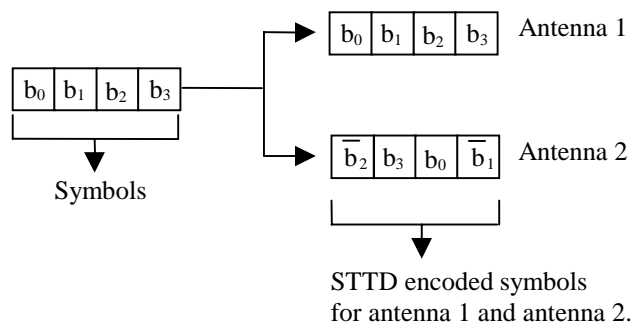 b₀ b₁ b₂ b₃ Antenna 1
b₀ b₁ b₂ b₃
b̅₂ b₃ b₀ b̅₁ Antenna 2
Symbols
STTD encoded symbols
for antenna 1 and antenna 2.